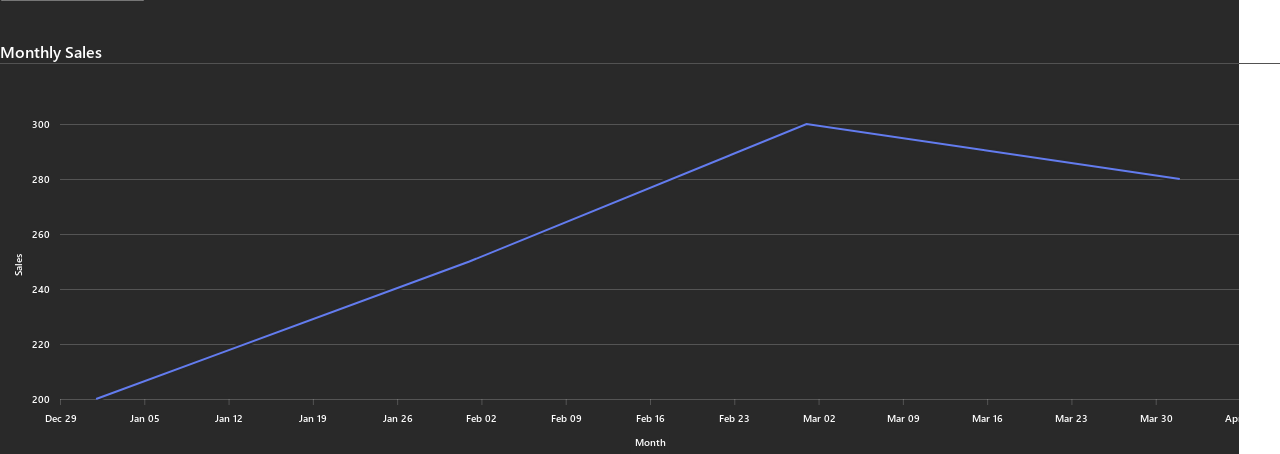 Monthly Sales
300
280
260
240
220
200
Sales
Dec 29 Jan 05 Jan 12 Jan 19 Jan 26 Feb 02 Feb 09 Feb 16 Feb 23 Mar 02 Mar 09 Mar 16 Mar 23 Mar 30
Month